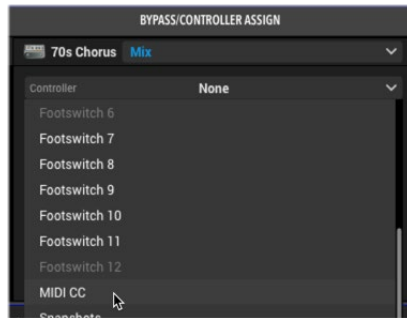 BYPASS/CONTROLLER ASSIGN
70s Chorus Mix
Controller None
Footswitch 6
Footswitch 7
Footswitch 8
Footswitch 9
Footswitch 10
Footswitch 11
Footswitch 12
MIDI CC
Snapshots